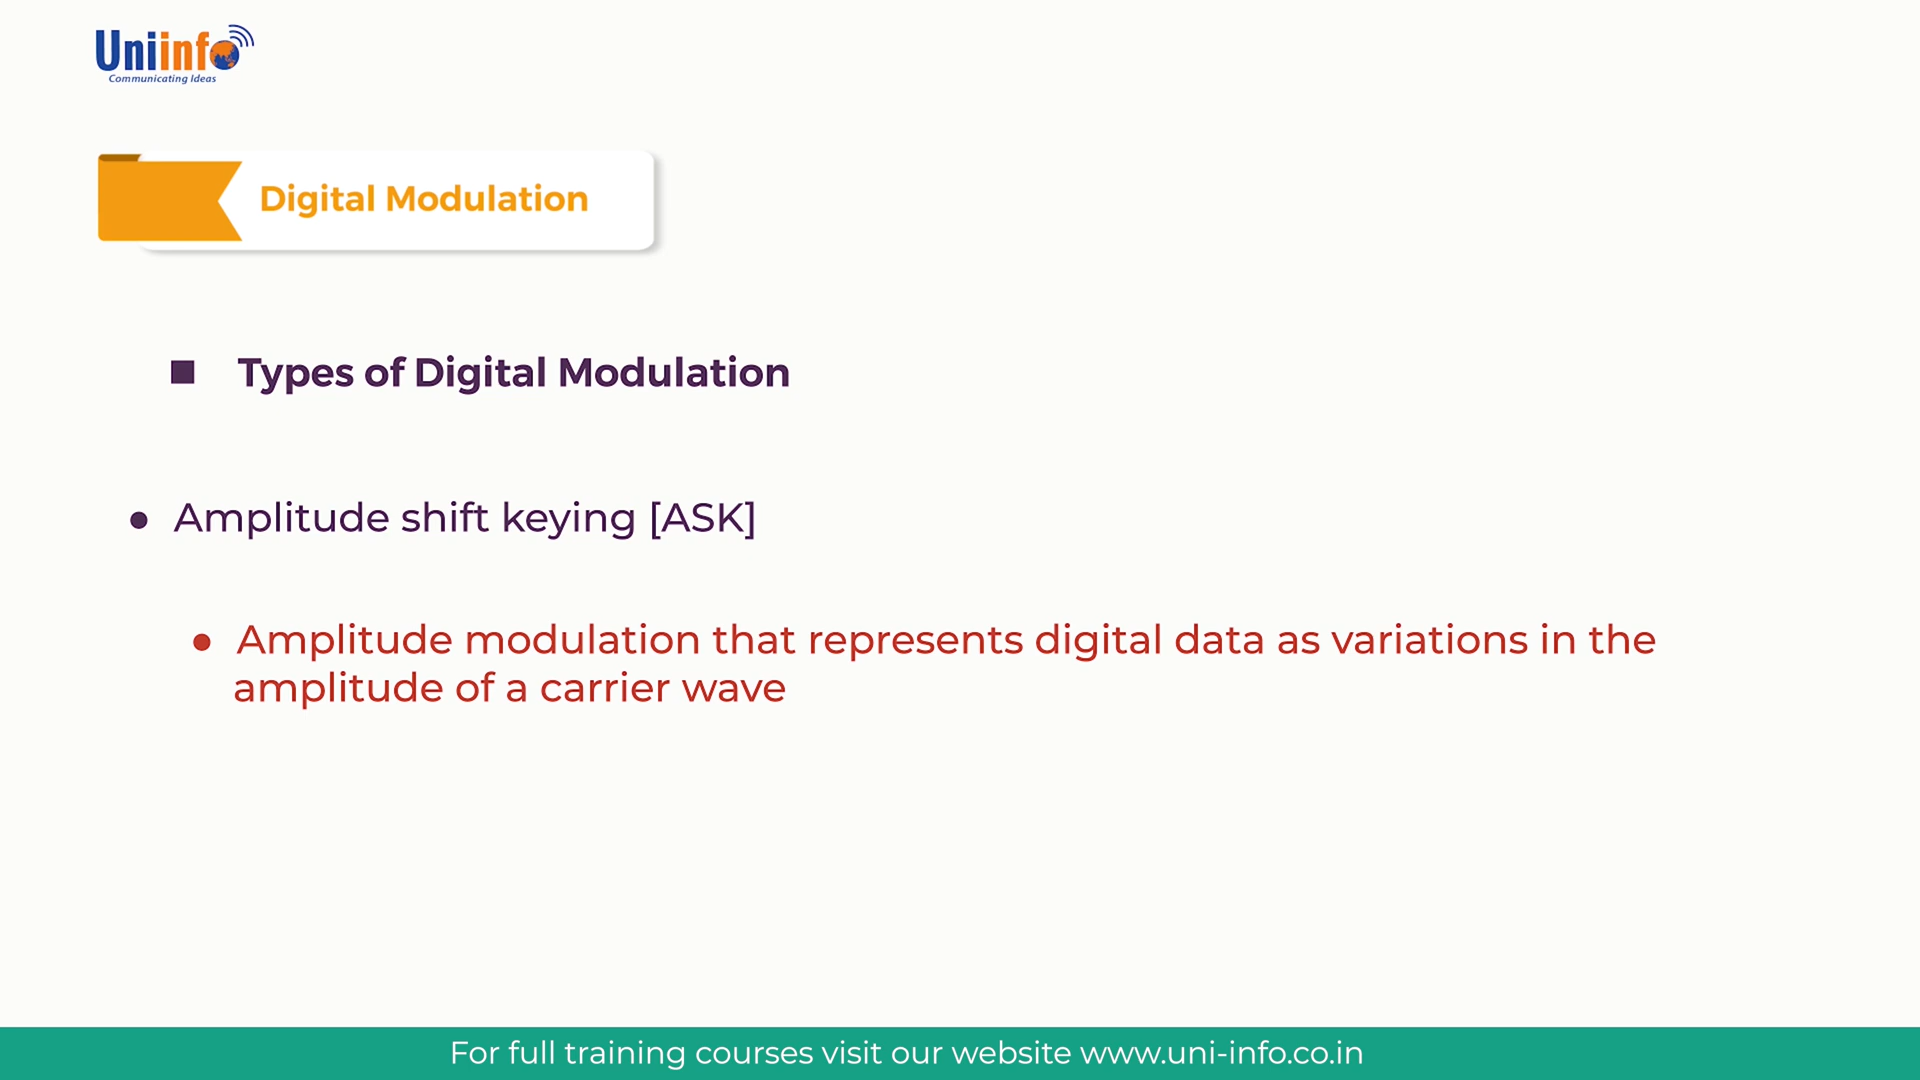 Uniinfo
Communicating Ideas
Digital Modulation
Types of Digital Modulation
Amplitude shift keying [ASK]
Amplitude modulation that represents digital data as variations in the
amplitude of a carrier wave
For full training courses visit our website www.uni-info.co.in